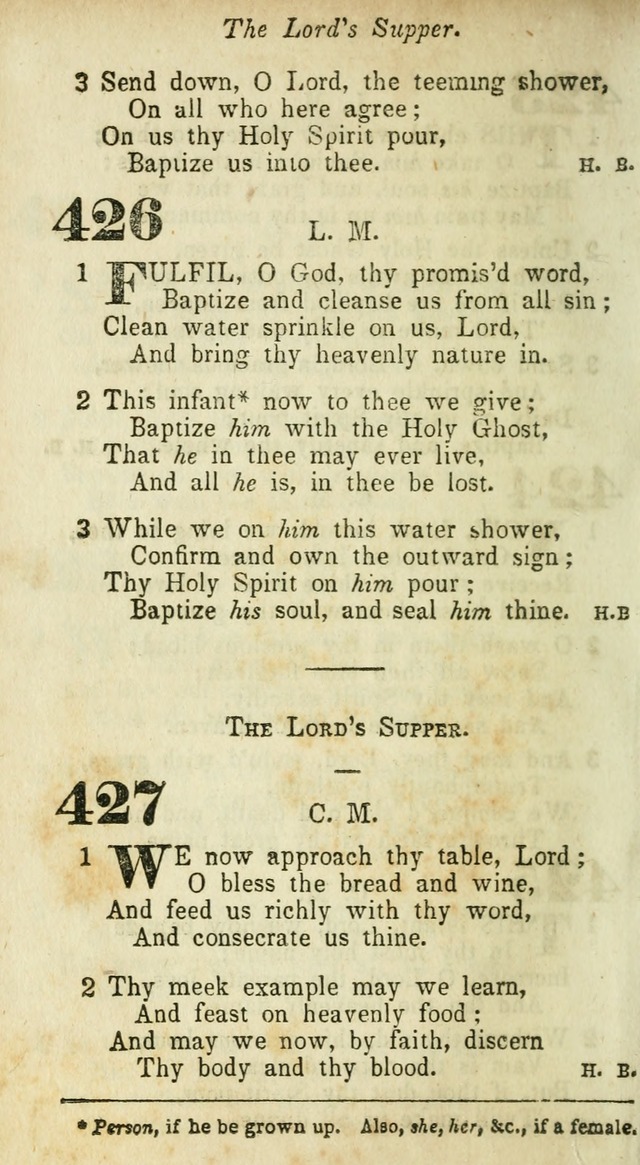 The Lord's Supper.
3 Send down, O Lord, the teeming shower,
On all who here agree;
On us thy Holy Spirit pour,
Baptize us into thee. H. B.
426
L. M.
1 FULFIL, O God, thy promis'd word,
Baptize and cleanse us from all sin;
Clean water sprinkle on us, Lord,
And bring thy heavenly nature in.
2 This infant* now to thee we give;
Baptize him with the Holy Ghost,
That he in thee may ever live,
And all he is, in thee be lost.
3 While we on him this water shower,
Confirm and own the outward sign;
Thy Holy Spirit on him pour;
Baptize his soul, and seal him thine. H.B
The Lord's Supper.
427
C. M.
1 WE now approach thy table, Lord;
O bless the bread and wine,
And feed us richly with thy word,
And consecrate us thine.
2 Thy meek example may we learn,
And feast on heavenly food;
And may we now, by faith, discern
Thy body and thy blood. H. B.
* Person, if he be grown up. Also, she, her, &c., if a female.